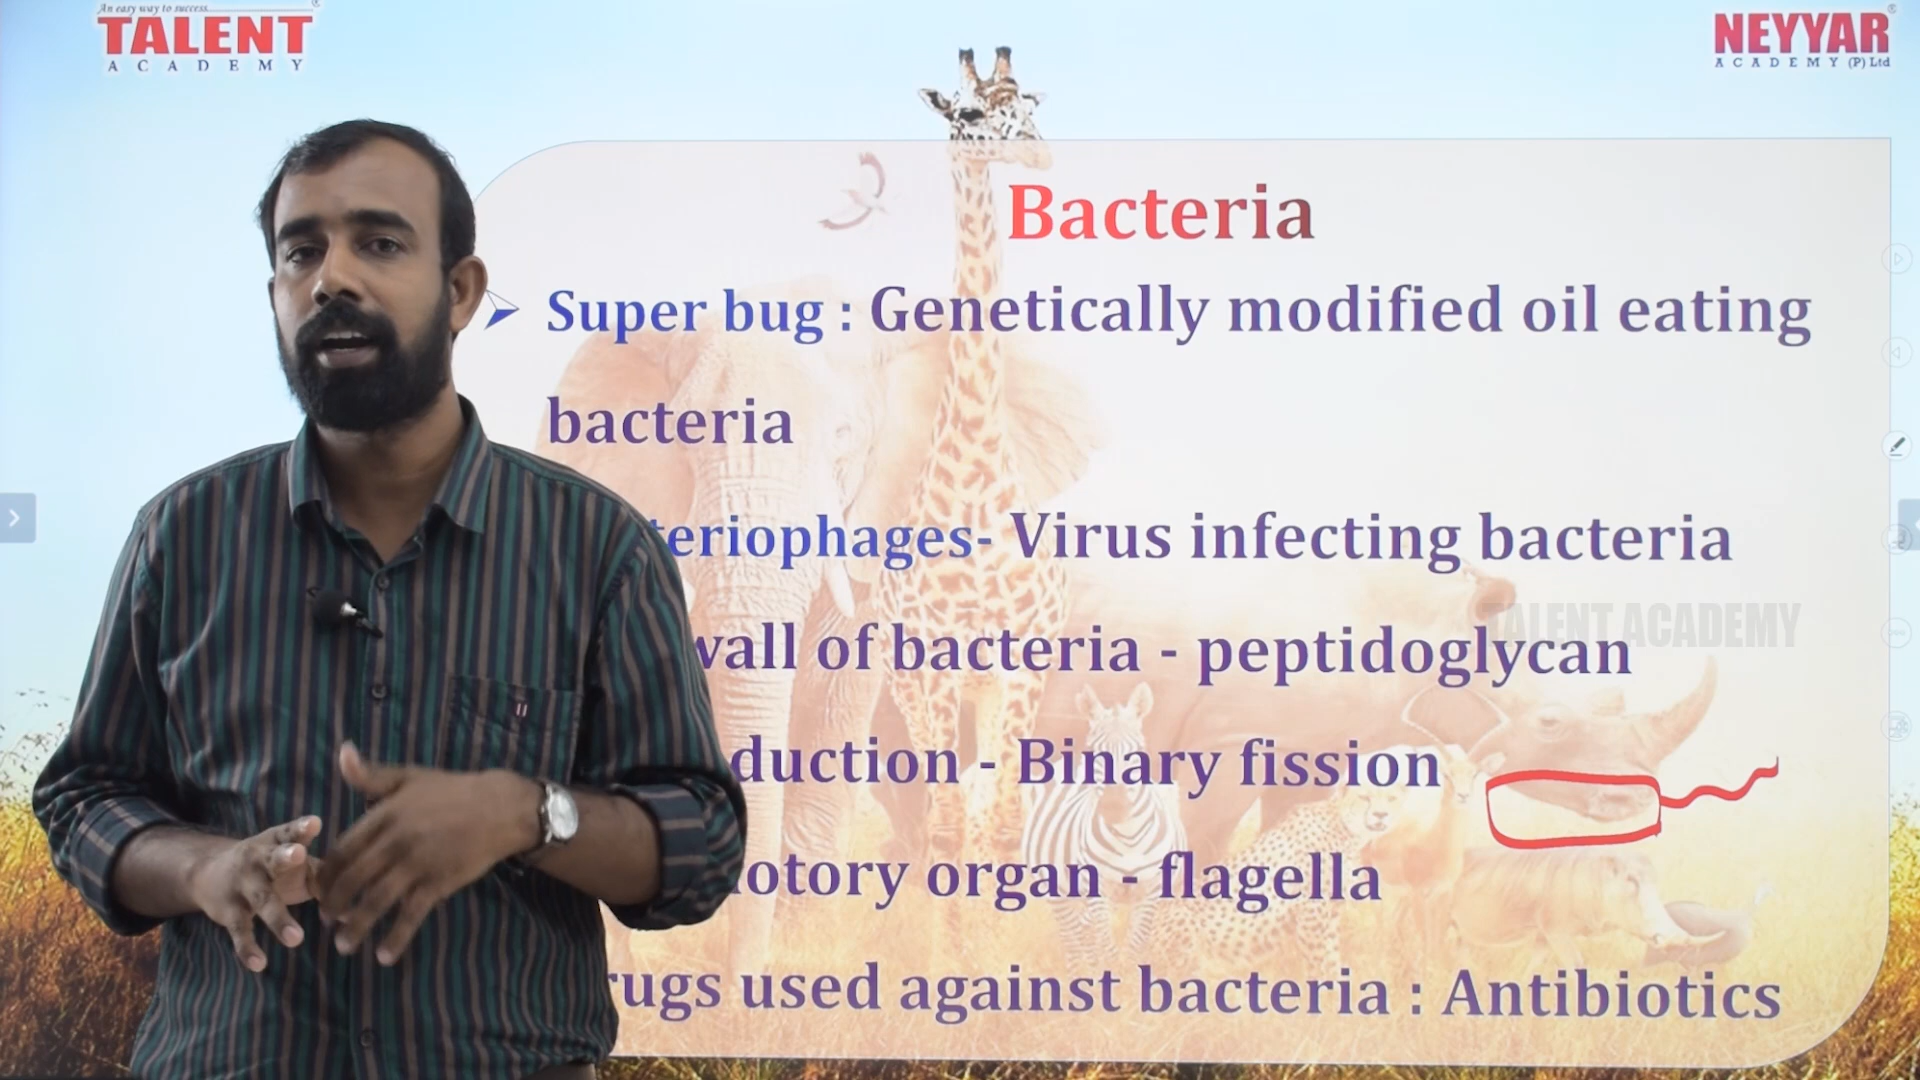 An easy way to success
TALENT
ACADEMY
NEYYAR
ACADEMY (P) Ltd
Bacteria
Super bug : Genetically modified oil eating
bacteria
teriophages- Virus infecting bacteria
wall of bacteria - peptidoglycan
TALENT ACADEMY
duction - Binary fission
otory organ - flagella
rugs used against bacteria : Antibiotics